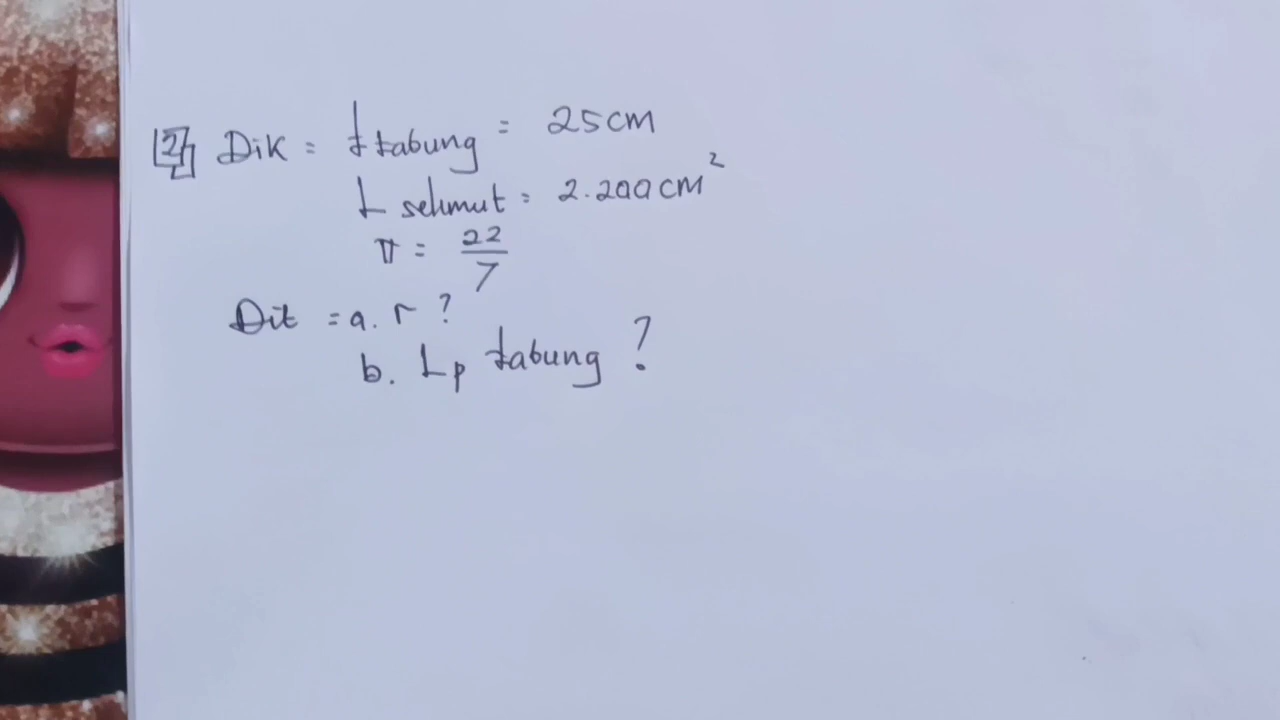 2 Dik = t tabung = 25 cm
L selimut = 2.200 cm²
π = 22/7
Dit = a. r ?
b. Lp tabung ?